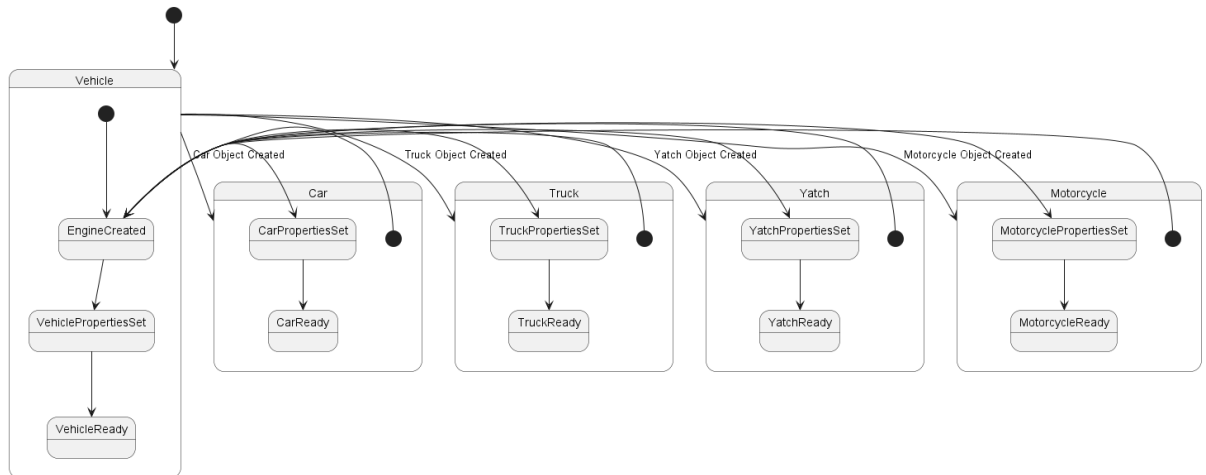 Vehicle
Car Object Created
Truck Object Created
Yatch Object Created
Motorcycle Object Created
Car
Truck
Yatch
Motorcycle
EngineCreated
CarPropertiesSet
TruckPropertiesSet
YatchPropertiesSet
MotorcyclePropertiesSet
VehiclePropertiesSet
CarReady
TruckReady
YatchReady
MotorcycleReady
VehicleReady